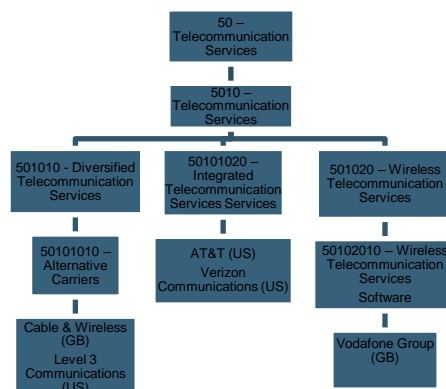 50 –
Telecommunication
Services
5010 –
Telecommunication
Services
501010 - Diversified
Telecommunication
Services
50101020 –
Integrated
Telecommunication
Services Services
501020 – Wireless
Telecommunication
Services
50101010 –
Alternative
Carriers
AT&T (US)
Verizon
Communications (US)
50102010 – Wireless
Telecommunication
Services
Software
Cable & Wireless
(GB)
Level 3
Communications
(US)
Vodafone Group
(GB)